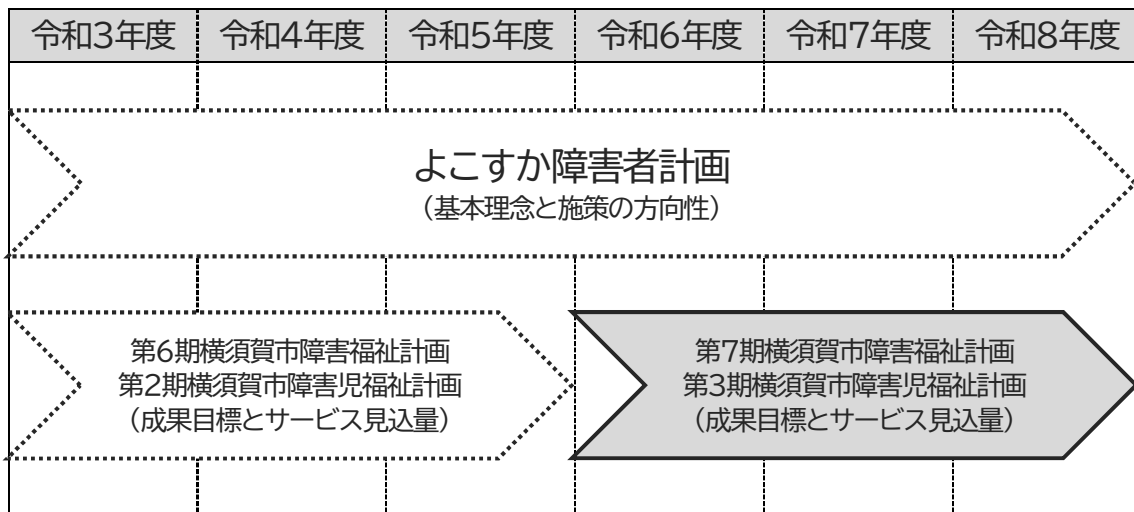 令和3年度 令和4年度 令和5年度 令和6年度 令和7年度 令和8年度
よこすか障害者計画
（基本理念と施策の方向性）
第6期横須賀市障害福祉計画
第2期横須賀市障害児福祉計画
（成果目標とサービス見込量）
第7期横須賀市障害福祉計画
第3期横須賀市障害児福祉計画
（成果目標とサービス見込量）